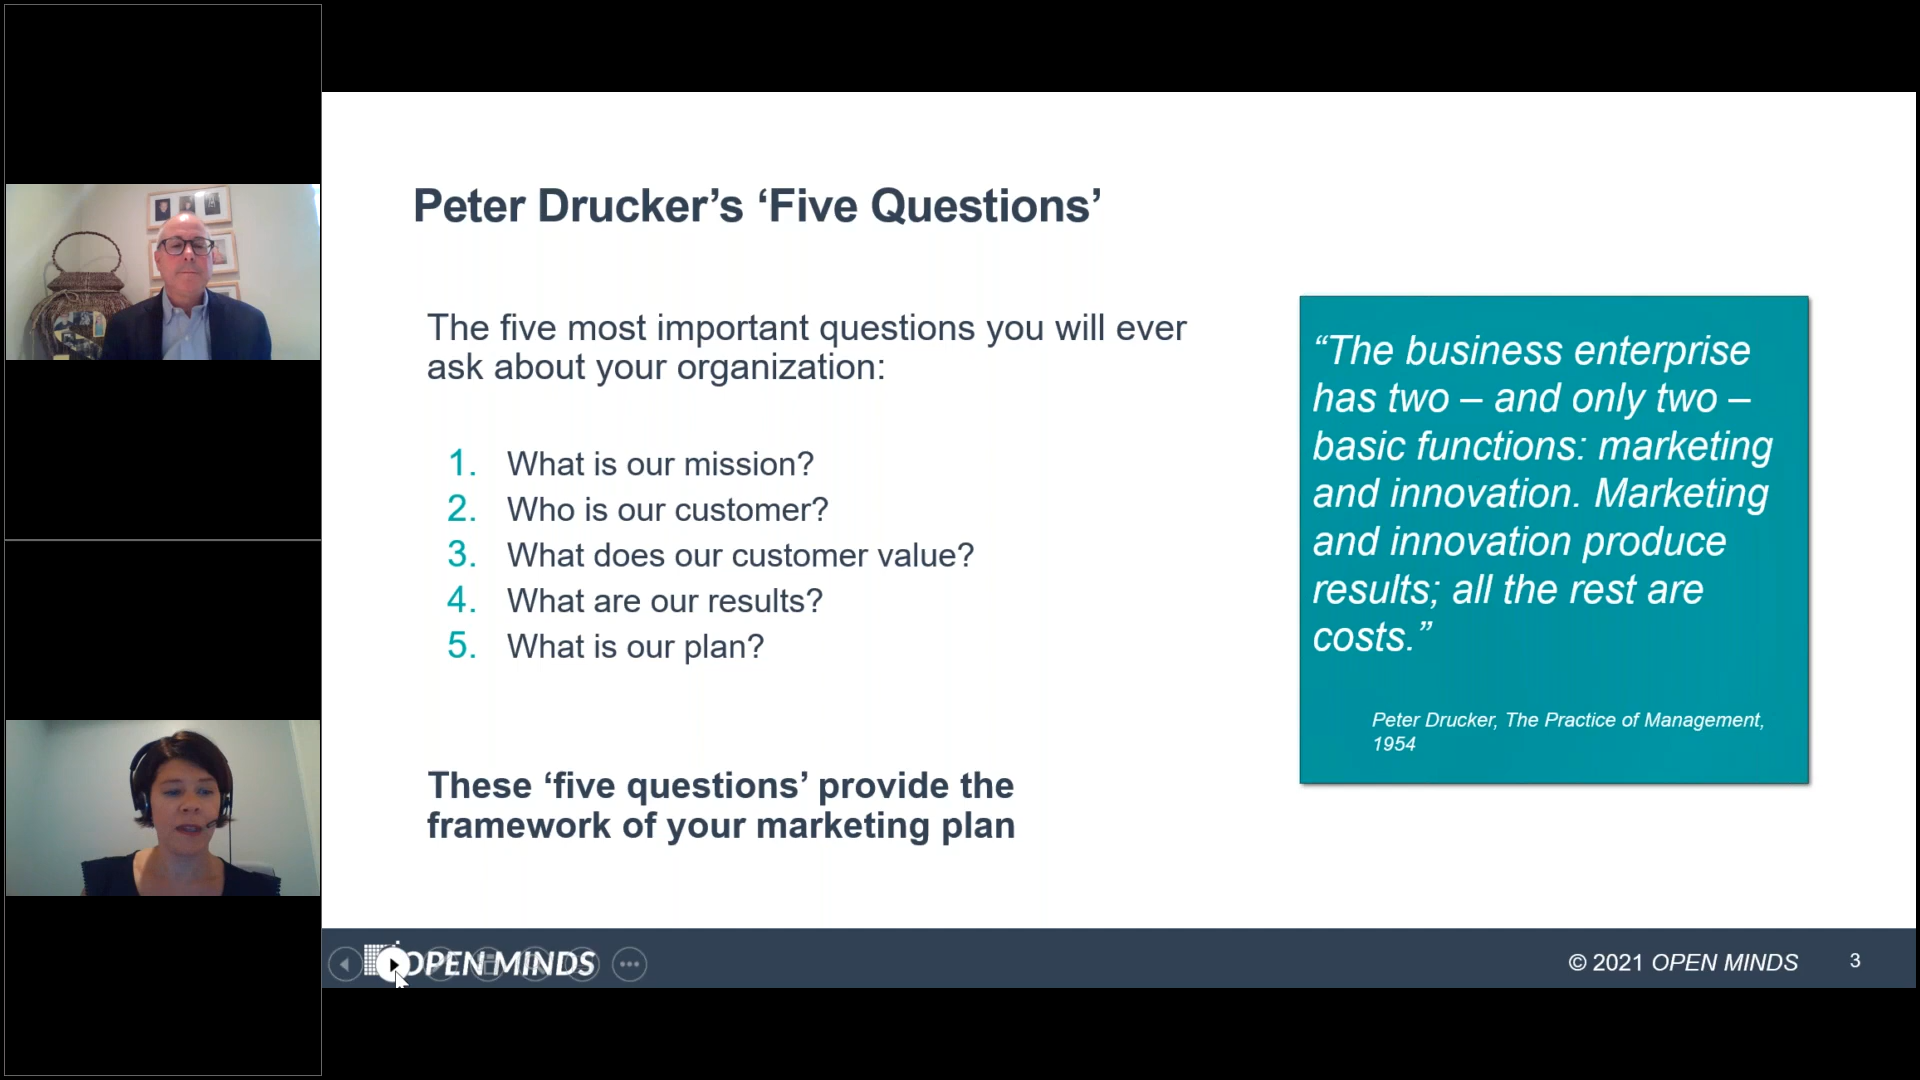 Peter Drucker’s ‘Five Questions’
The five most important questions you will ever
ask about your organization:
1. What is our mission?
2. Who is our customer?
3. What does our customer value?
4. What are our results?
5. What is our plan?
These ‘five questions’ provide the
framework of your marketing plan
“The business enterprise
has two – and only two –
basic functions: marketing
and innovation. Marketing
and innovation produce
results; all the rest are
costs.”
Peter Drucker, The Practice of Management,
1954
OPEN MINDS
© 2021 OPEN MINDS 3